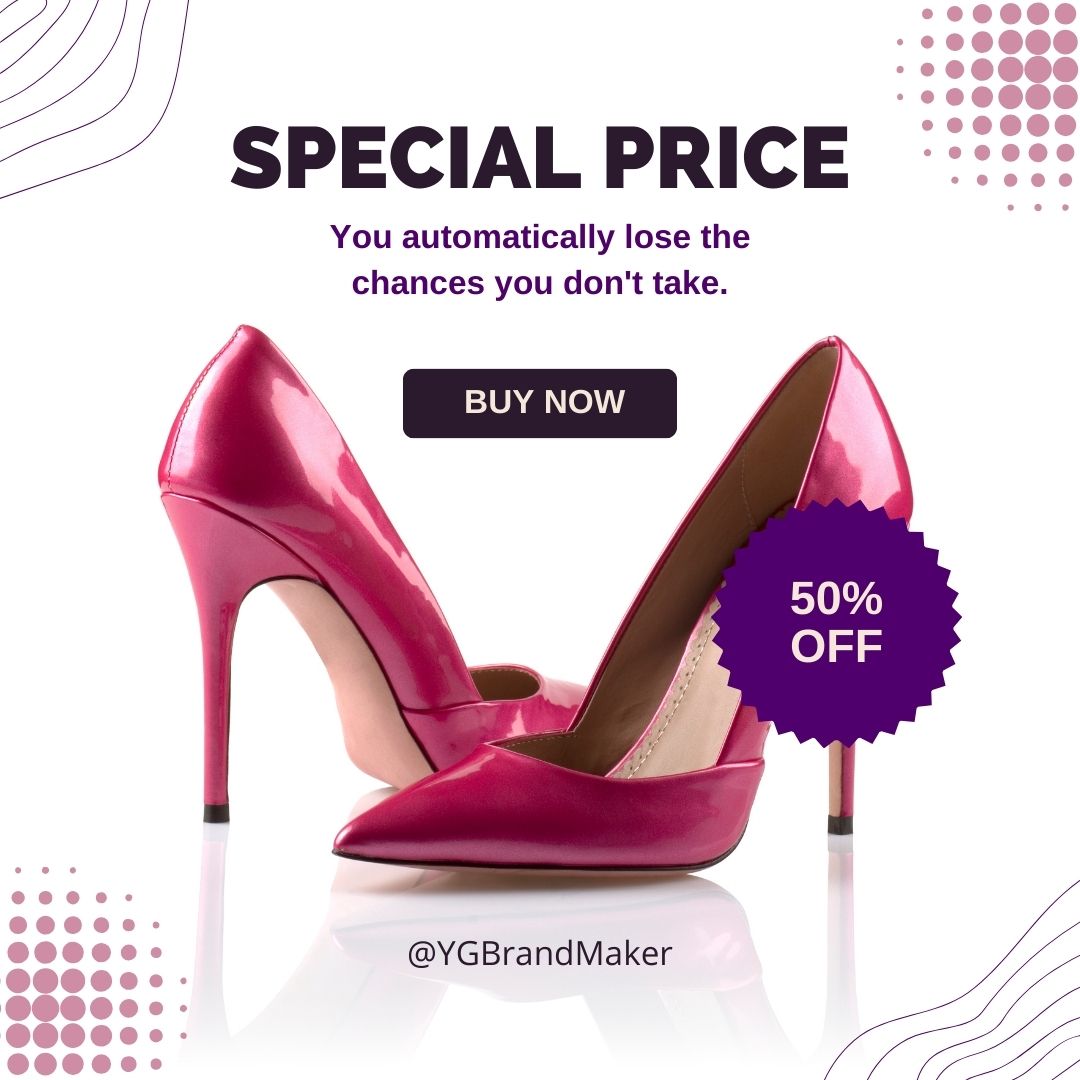 SPECIAL PRICE
You automatically lose the
chances you don't take.
BUY NOW
50%
OFF
@YGBrandMaker